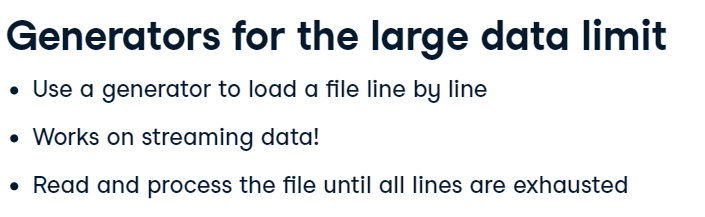 Generators for the large data limit
• Use a generator to load a file line by line
• Works on streaming data!
• Read and process the file until all lines are exhausted